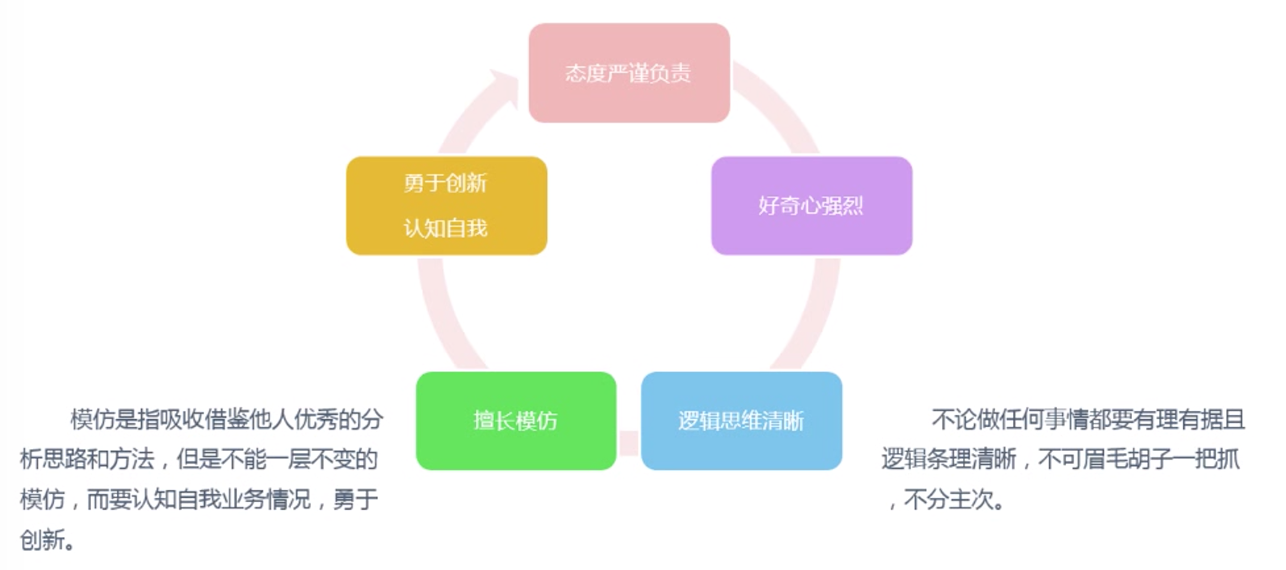 态度严谨负责
好奇心强烈
逻辑思维清晰
擅长模仿
勇于创新
认知自我
模仿是指吸收借鉴他人优秀的分
析思路和方法，但是不能一层不变的
模仿，而要认知自我业务情况，勇于
创新。
不论做任何事情都要有理有据且
逻辑条理清晰，不可眉毛胡子一把抓
，不分主次。